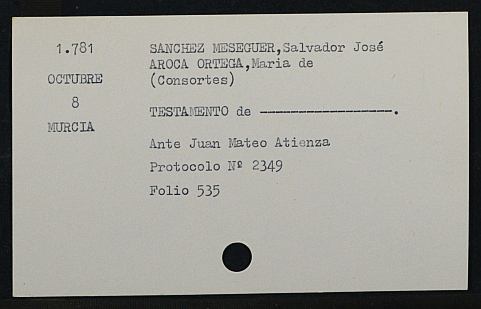 1.781
OCTUBRE
8
MURCIA
SANCHEZ MESEGUER,Salvador José
AROCA ORTEGA,Maria de
(Consortes)
TESTAMENTO de -----------------.
Ante Juan Mateo Atienza
Protocolo Nº 2349
Folio 535